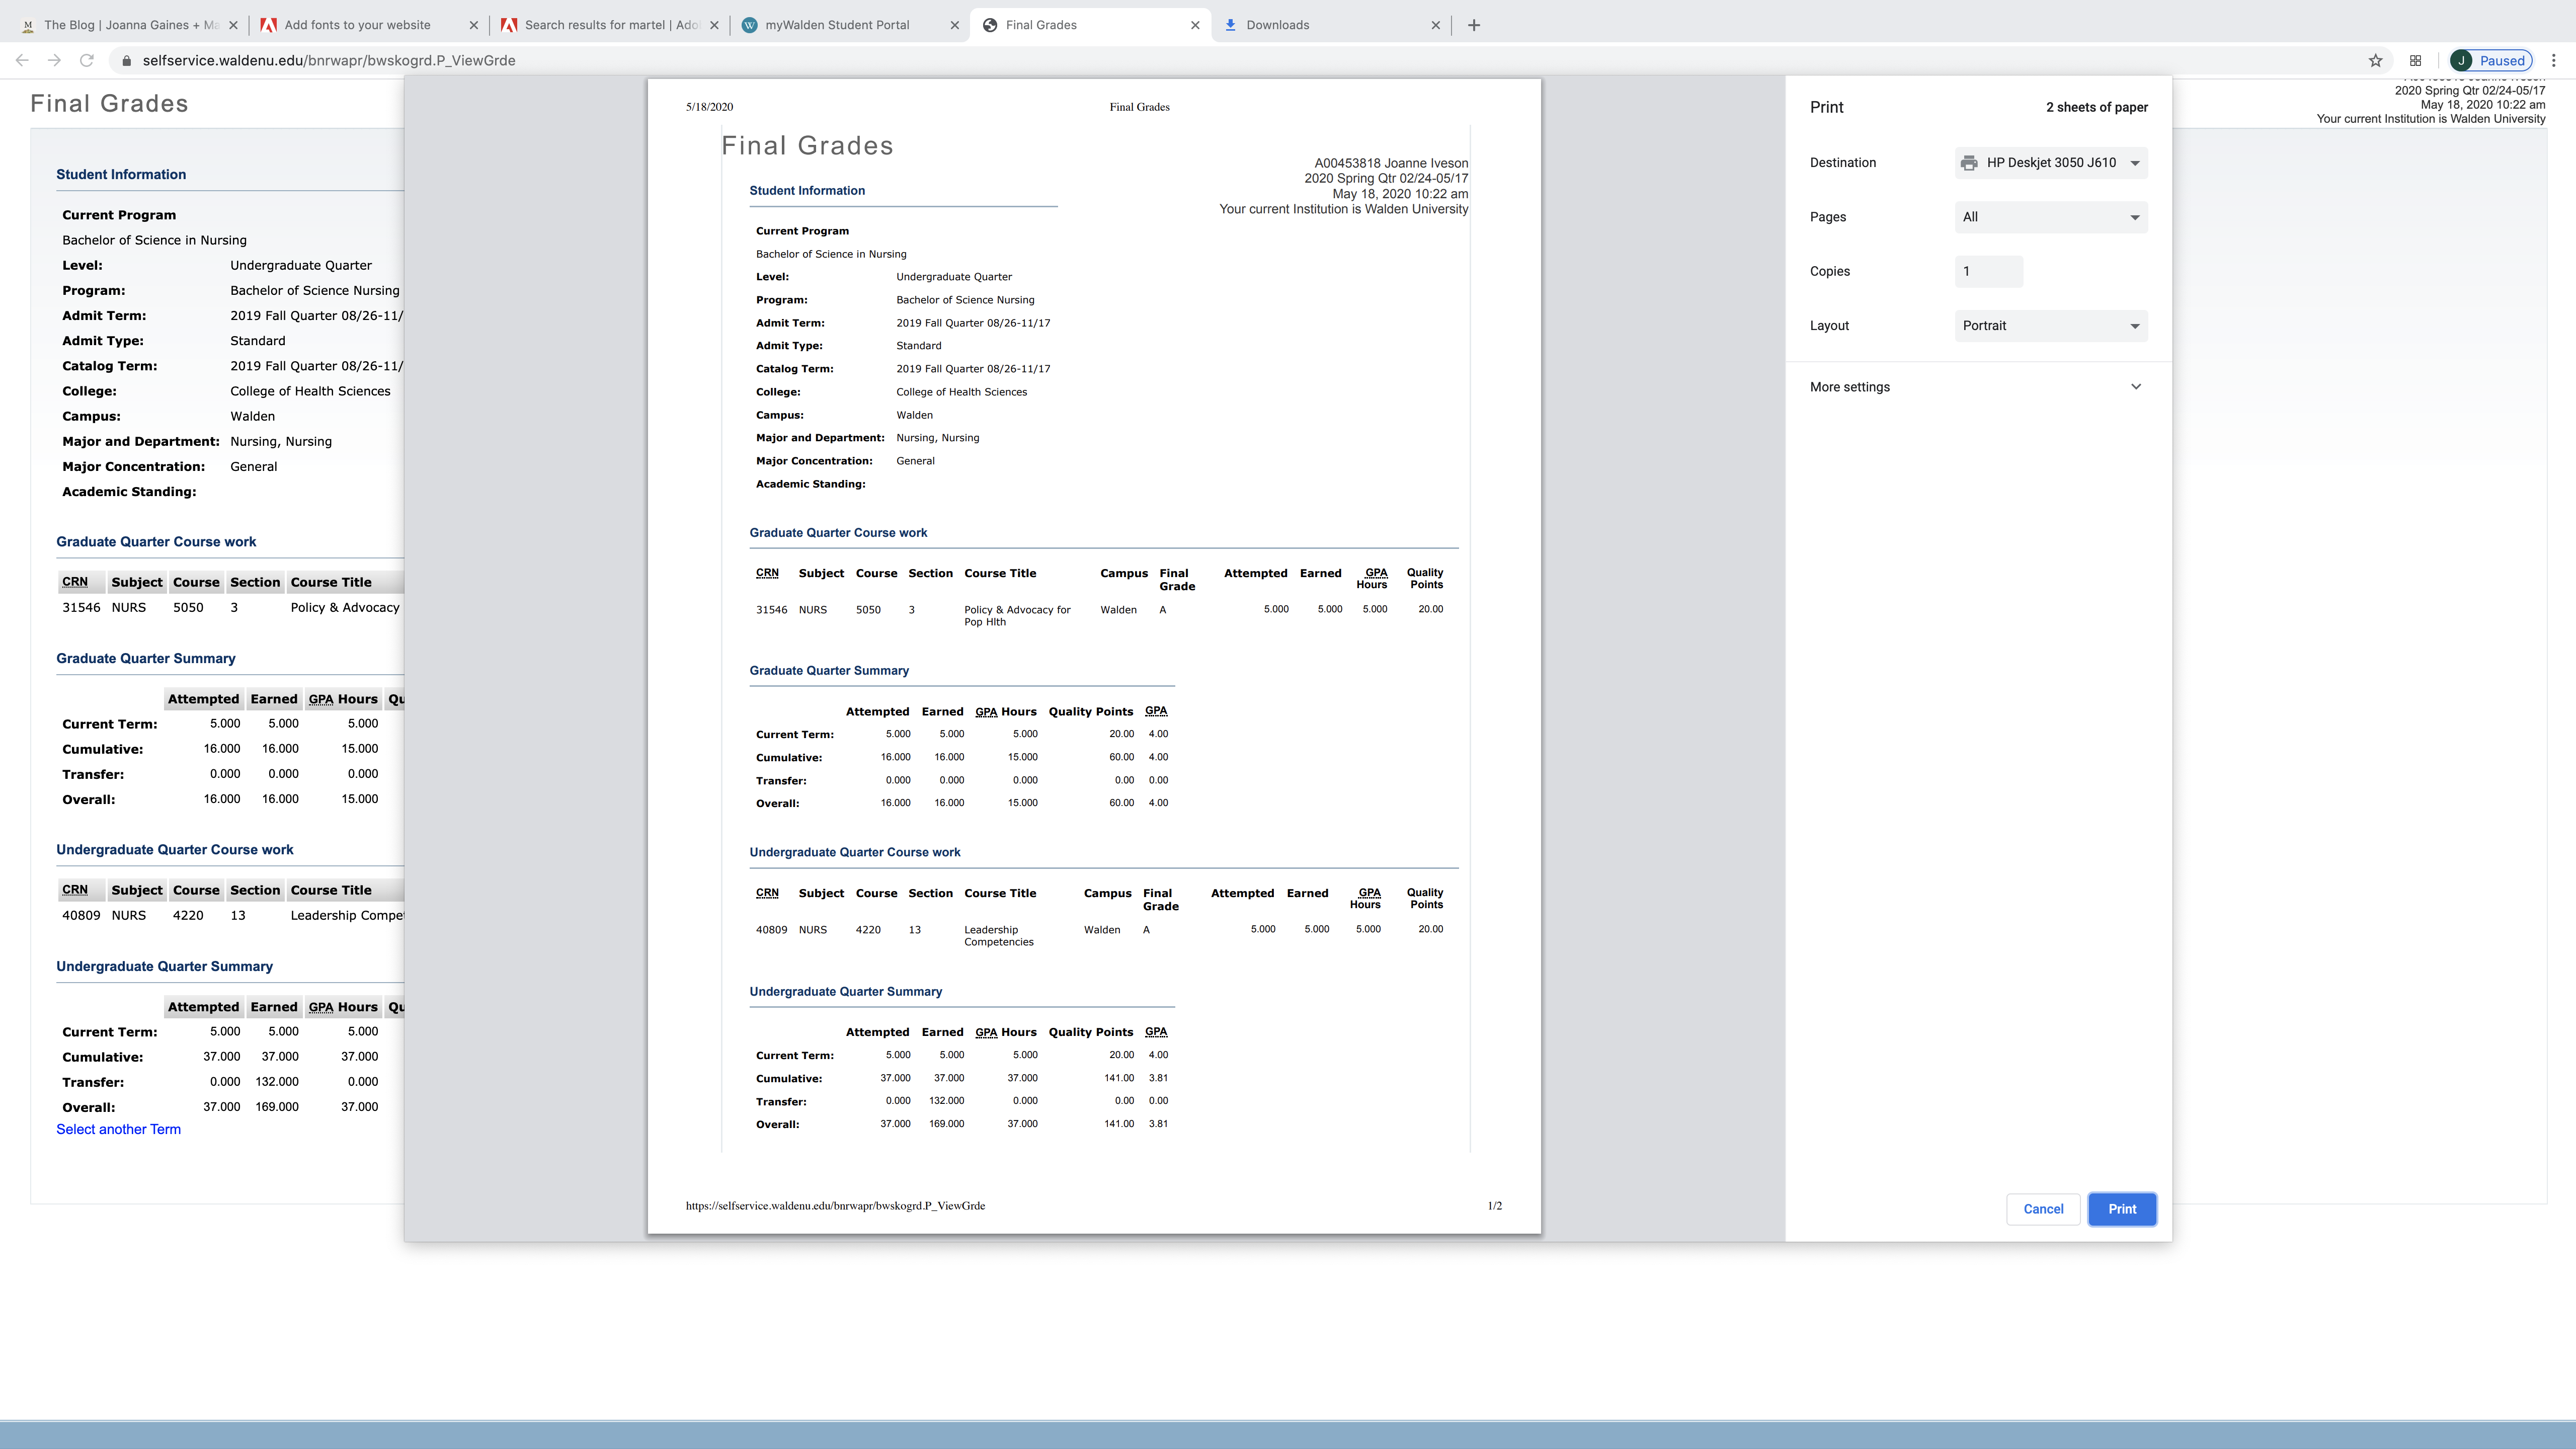 The Blog | Joanna Gaines + Ma
Add fonts to your website
Search results for martel | Ado
myWalden Student Portal
Final Grades
Downloads
selfservice.waldenu.edu/bnrwapr/bwskogrd.P_ViewGrde
J Paused
Final Grades
2020 Spring Qtr 02/24-05/17
May 18, 2020 10:22 am
Your current Institution is Walden University
Student Information
Current Program
Bachelor of Science in Nursing
Level: Undergraduate Quarter
Program: Bachelor of Science Nursing
Admit Term: 2019 Fall Quarter 08/26-11/
Admit Type: Standard
Catalog Term: 2019 Fall Quarter 08/26-11/
College: College of Health Sciences
Campus: Walden
Major and Department: Nursing, Nursing
Major Concentration: General
Academic Standing:
Graduate Quarter Course work
CRN Subject Course Section Course Title
31546 NURS 5050 3 Policy & Advocacy
Graduate Quarter Summary
Attempted Earned GPA Hours Qu
Current Term: 5.000 5.000 5.000
Cumulative: 16.000 16.000 15.000
Transfer: 0.000 0.000 0.000
Overall: 16.000 16.000 15.000
Undergraduate Quarter Course work
CRN Subject Course Section Course Title
40809 NURS 4220 13 Leadership Compe
Undergraduate Quarter Summary
Attempted Earned GPA Hours Qu
Current Term: 5.000 5.000 5.000
Cumulative: 37.000 37.000 37.000
Transfer: 0.000 132.000 0.000
Overall: 37.000 169.000 37.000
Select another Term
5/18/2020 Final Grades
Final Grades
A00453818 Joanne Iveson
2020 Spring Qtr 02/24-05/17
May 18, 2020 10:22 am
Your current Institution is Walden University
Student Information
Current Program
Bachelor of Science in Nursing
Level: Undergraduate Quarter
Program: Bachelor of Science Nursing
Admit Term: 2019 Fall Quarter 08/26-11/17
Admit Type: Standard
Catalog Term: 2019 Fall Quarter 08/26-11/17
College: College of Health Sciences
Campus: Walden
Major and Department: Nursing, Nursing
Major Concentration: General
Academic Standing:
Graduate Quarter Course work
CRN Subject Course Section Course Title Campus Final Attempted Earned GPA Quality
Grade Hours Points
31546 NURS 5050 3 Policy & Advocacy for Walden A 5.000 5.000 5.000 20.00
Pop Hlth
Graduate Quarter Summary
Attempted Earned GPA Hours Quality Points GPA
Current Term: 5.000 5.000 5.000 20.00 4.00
Cumulative: 16.000 16.000 15.000 60.00 4.00
Transfer: 0.000 0.000 0.000 0.00 0.00
Overall: 16.000 16.000 15.000 60.00 4.00
Undergraduate Quarter Course work
CRN Subject Course Section Course Title Campus Final Attempted Earned GPA Quality
Grade Hours Points
40809 NURS 4220 13 Leadership Walden A 5.000 5.000 5.000 20.00
Competencies
Undergraduate Quarter Summary
Attempted Earned GPA Hours Quality Points GPA
Current Term: 5.000 5.000 5.000 20.00 4.00
Cumulative: 37.000 37.000 37.000 141.00 3.81
Transfer: 0.000 132.000 0.000 0.00 0.00
Overall: 37.000 169.000 37.000 141.00 3.81
https://selfservice.waldenu.edu/bnrwapr/bwskogrd.P_ViewGrde 1/2
Print 2 sheets of paper
Destination HP Deskjet 3050 J610
Pages All
Copies 1
Layout Portrait
More settings
Cancel Print